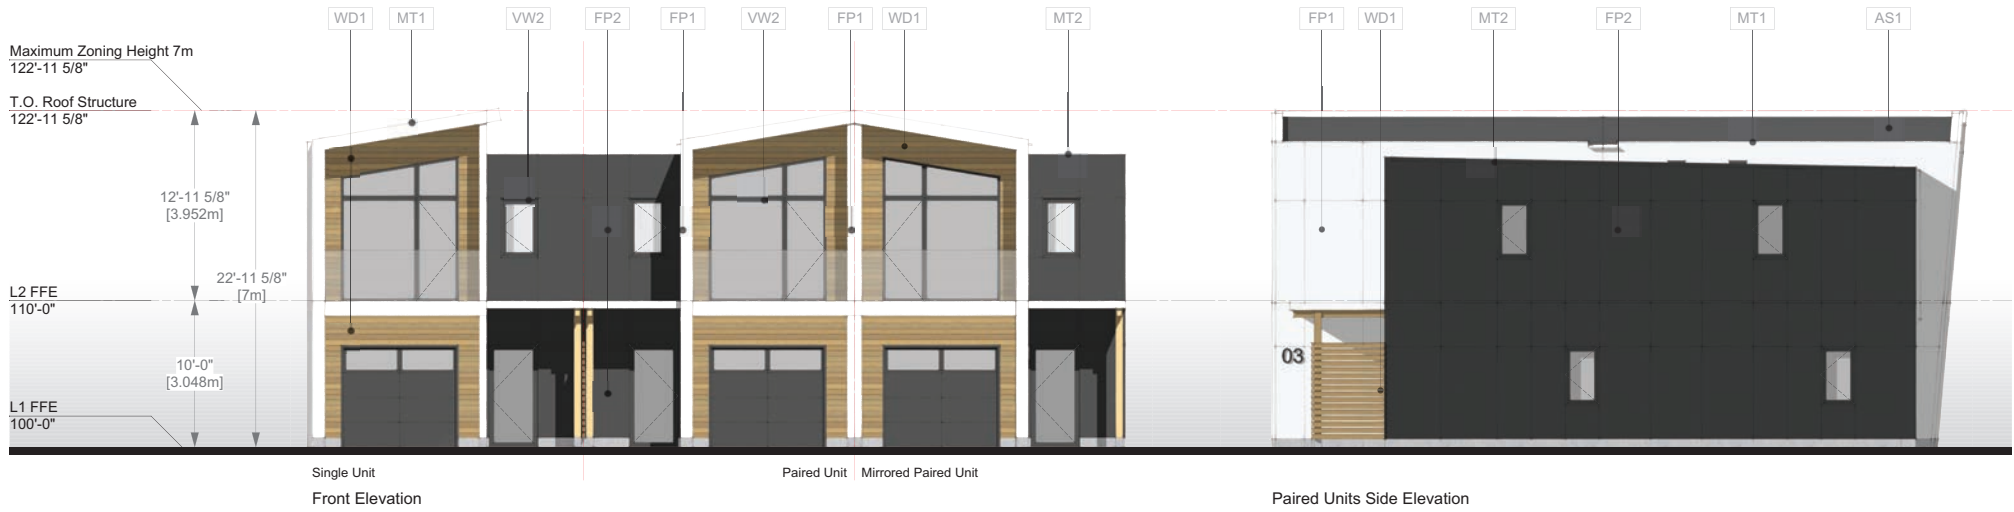 WD1 MT1 VW2 FP2 FP1 VW2 FP1 WD1 MT2 FP1 WD1 MT2 FP2 MT1 AS1
Maximum Zoning Height 7m
122'-11 5/8"
T.O. Roof Structure
122'-11 5/8"
12'-11 5/8"
[3.952m]
22'-11 5/8"
[7m]
L2 FFE
110'-0"
10'-0"
[3.048m]
L1 FFE
100'-0"
03
Single Unit
Paired Unit
Mirrored Paired Unit
Front Elevation
Paired Units Side Elevation